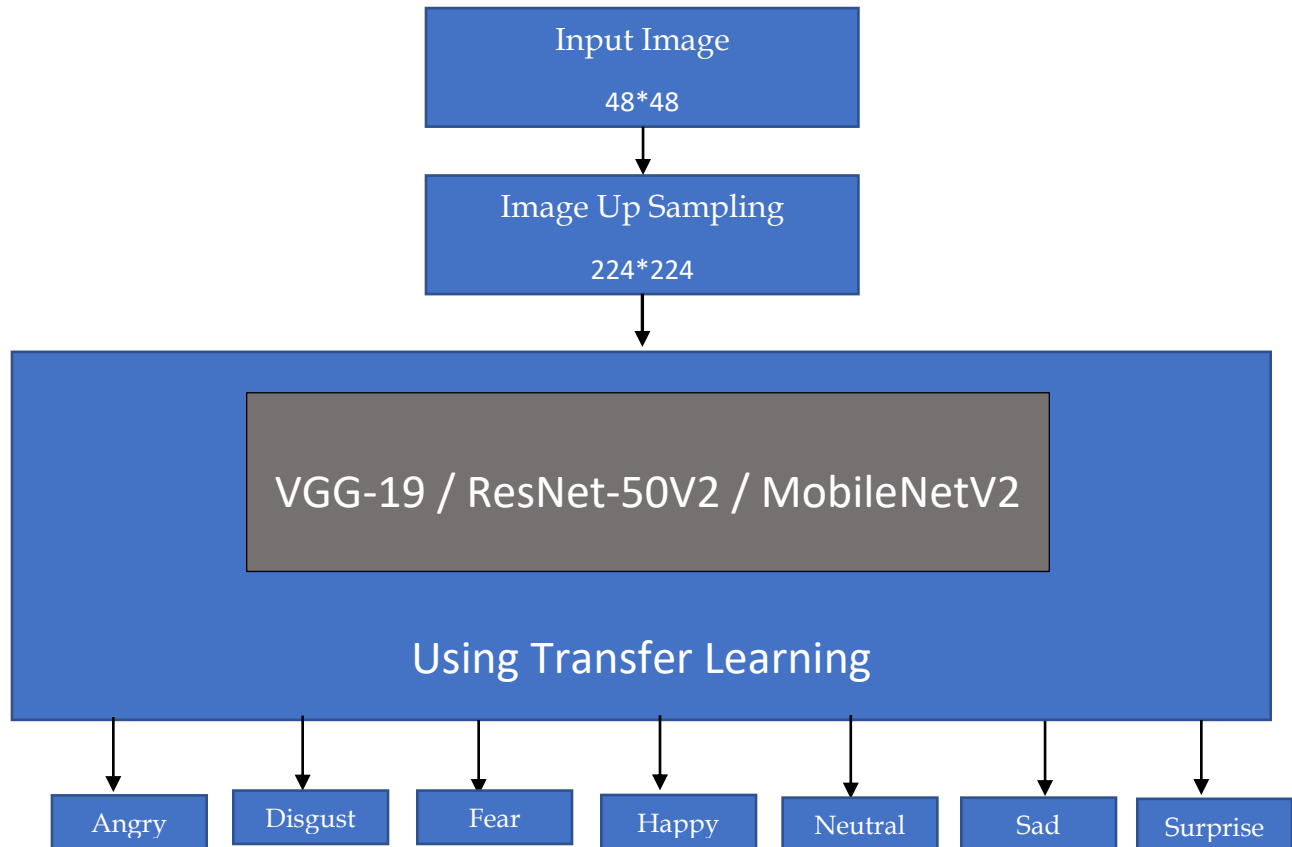 Input Image
48*48
Image Up Sampling
224*224
VGG-19 / ResNet-50V2 / MobileNetV2
Using Transfer Learning
Angry
Disgust
Fear
Happy
Neutral
Sad
Surprise